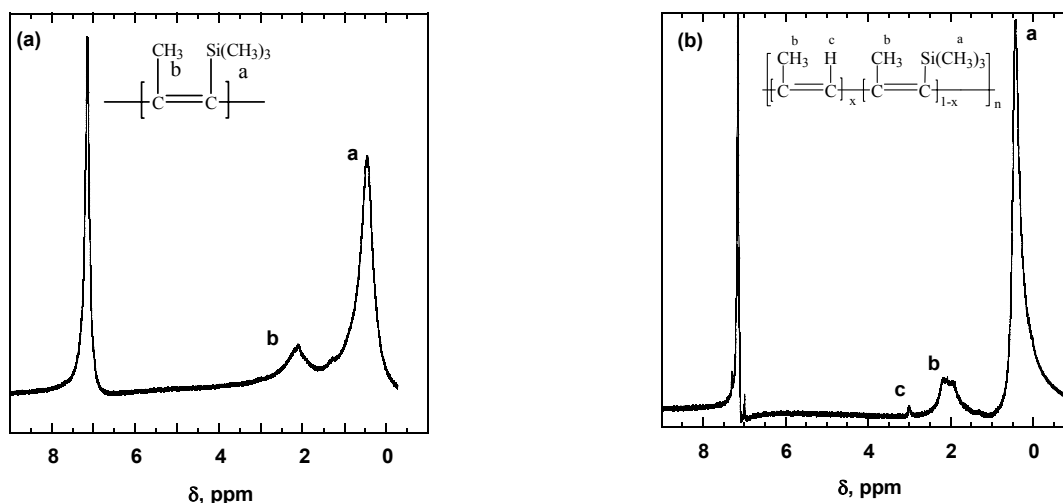 (a)
CH3 Si(CH3)3
b a
C C
a
b
8 6 4 2 0
δ, ppm
(b)
b c b a
CH3 H CH3 Si(CH3)3
C C C C
x 1-x n
a
b
c
8 6 4 2 0
δ, ppm